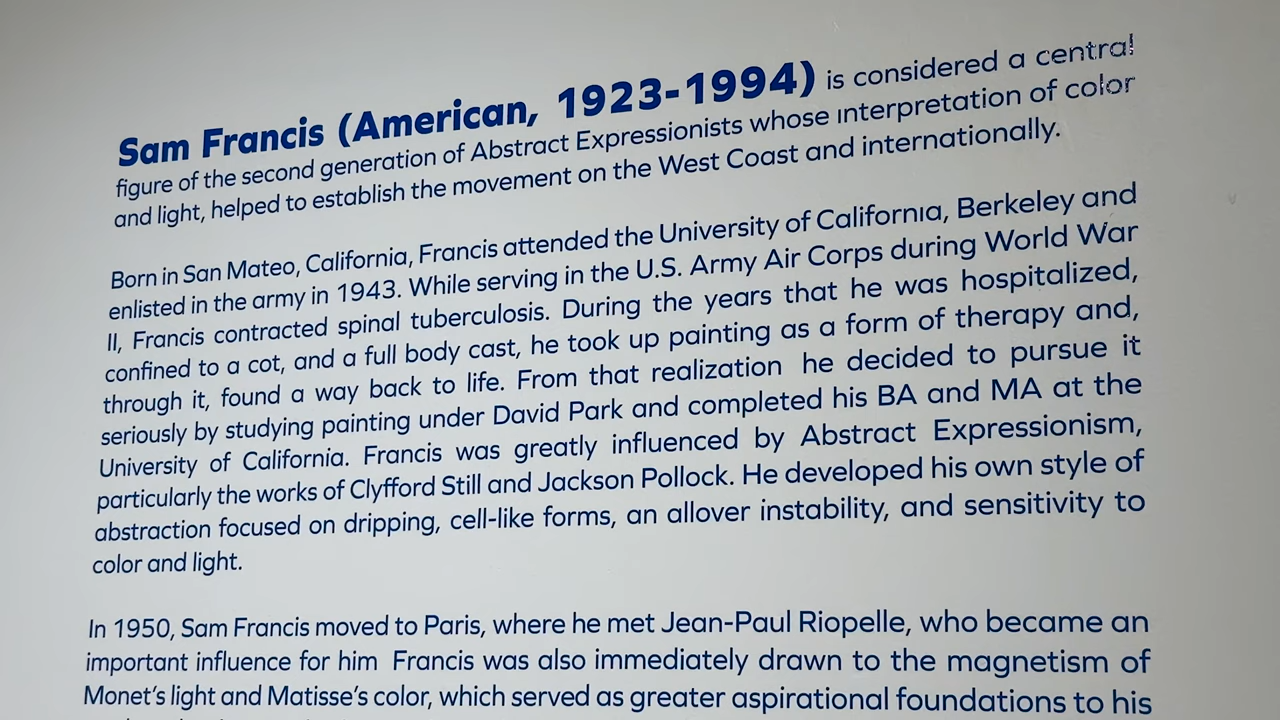 Sam Francis (American, 1923-1994) is considered a central
figure of the second generation of Abstract Expressionists whose interpretation of color
and light, helped to establish the movement on the West Coast and internationally.
Born in San Mateo, California, Francis attended the University of California, Berkeley and
enlisted in the army in 1943. While serving in the U.S. Army Air Corps during World War
II, Francis contracted spinal tuberculosis. During the years that he was hospitalized,
confined to a cot, and a full body cast, he took up painting as a form of therapy and,
through it, found a way back to life. From that realization he decided to pursue it
seriously by studying painting under David Park and completed his BA and MA at the
University of California. Francis was greatly influenced by Abstract Expressionism,
particularly the works of Clyfford Still and Jackson Pollock. He developed his own style of
abstraction focused on dripping, cell-like forms, an allover instability, and sensitivity to
color and light.
In 1950, Sam Francis moved to Paris, where he met Jean-Paul Riopelle, who became an
important influence for him Francis was also immediately drawn to the magnetism of
Monet's light and Matisse's color, which served as greater aspirational foundations to his